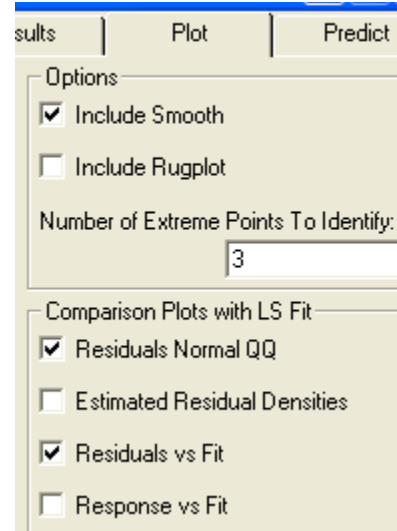 sults Plot Predict
Options
Include Smooth
Include Rugplot
Number of Extreme Points To Identify:
3
Comparison Plots with LS Fit
Residuals Normal QQ
Estimated Residual Densities
Residuals vs Fit
Response vs Fit